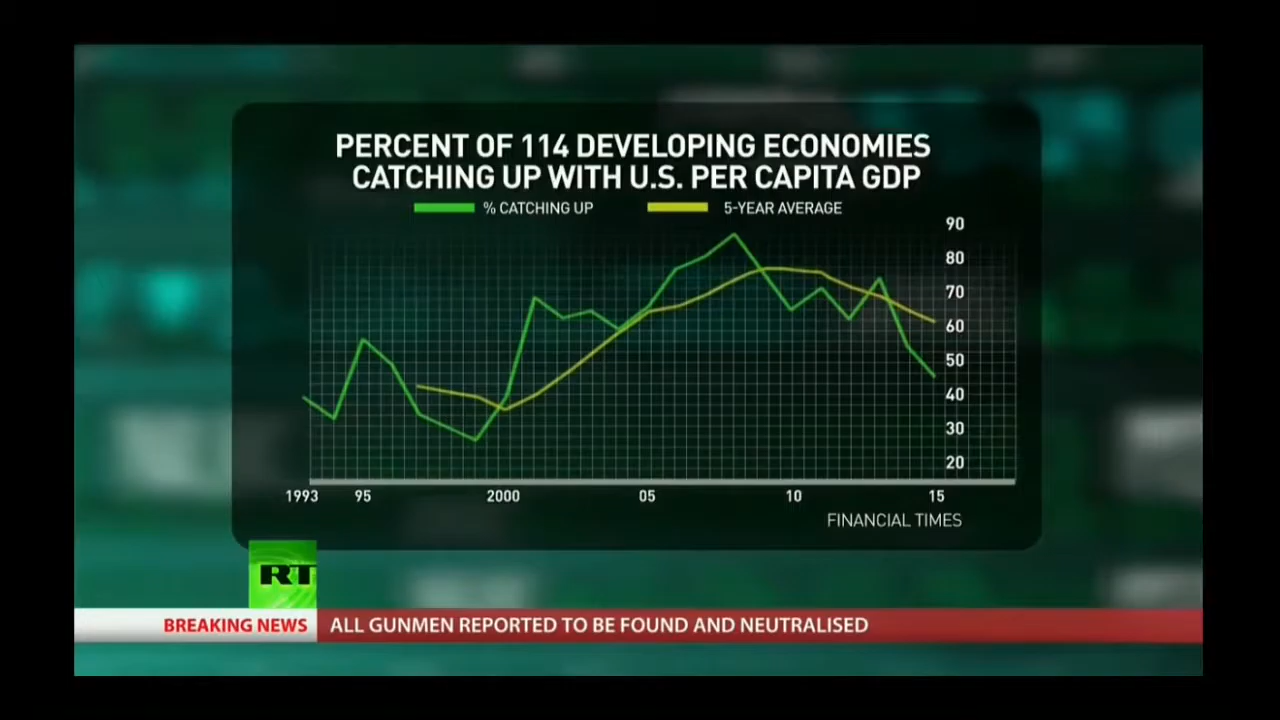 PERCENT OF 114 DEVELOPING ECONOMIES
CATCHING UP WITH U.S. PER CAPITA GDP
% CATCHING UP
5-YEAR AVERAGE
90
80
70
60
50
40
30
20
1993 95 2000 05 10 15
FINANCIAL TIMES
RT
BREAKING NEWS
ALL GUNMEN REPORTED TO BE FOUND AND NEUTRALISED